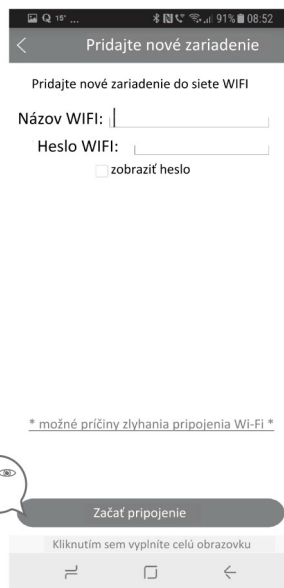 Q 15° ... 91% 08:52
Pridajte nové zariadenie
Pridajte nové zariadenie do siete WIFI
Názov WIFI:
Heslo WIFI:
zobraziť heslo
* možné príčiny zlyhania pripojenia Wi-Fi *
Začať pripojenie
Kliknutím sem vyplníte celú obrazovku